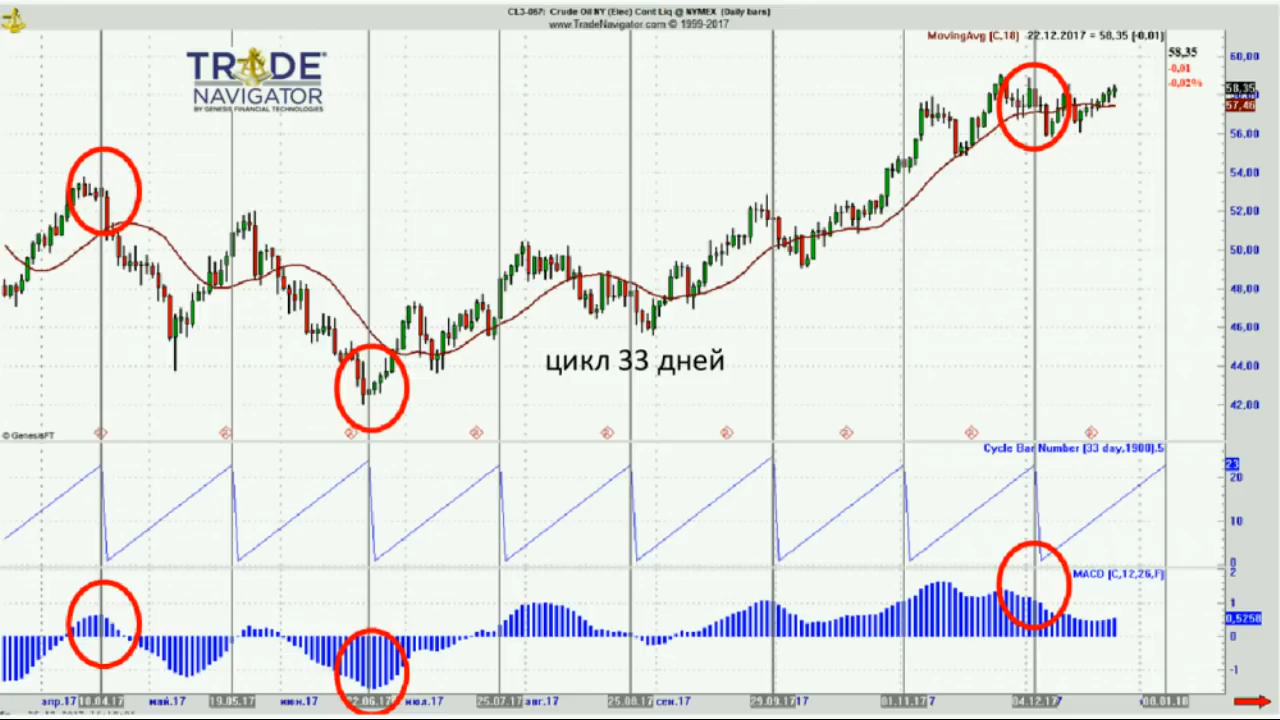 CL3-067: Crude Oil NY (Elec) Cont Liq @ NYMEX (Daily bars)
www.TradeNavigator.com © 1999-2017
MovingAvg (C,18) 22.12.2017 = 58,35 (-0,01)
58,35
-0,01
-0,02%
TRADE
NAVIGATOR
BY GENESIS FINANCIAL TECHNOLOGIES
60,00
58,35
57,46
56,00
54,00
52,00
50,00
48,00
46,00
44,00
42,00
цикл 33 дней
© GenesisFT
Cycle Bar Number (33 day,1900).5
23
20
10
0
MACD (C,12,26,F)
2
1
0,5258
0
-1
апр.17 10.04.17 май.17 19.05.17 июн.17 22.06.17 июл.17 25.07.17 авг.17 25.08.17 сен.17 29.09.17 01.11.17 04.12.17 08.01.18